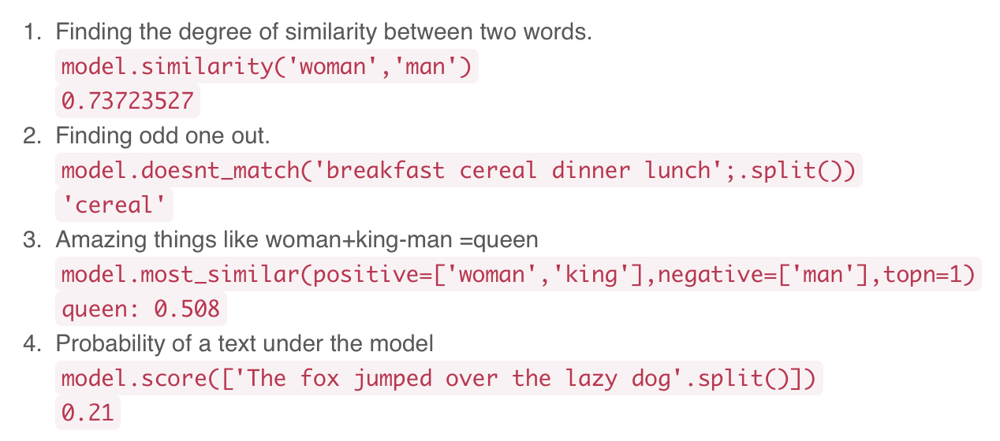 1. Finding the degree of similarity between two words.
model.similarity('woman','man')
0.73723527
2. Finding odd one out.
model.doesnt_match('breakfast cereal dinner lunch';.split())
'cereal'
3. Amazing things like woman+king-man =queen
model.most_similar(positive=['woman','king'],negative=['man'],topn=1)
queen: 0.508
4. Probability of a text under the model
model.score(['The fox jumped over the lazy dog'.split()])
0.21